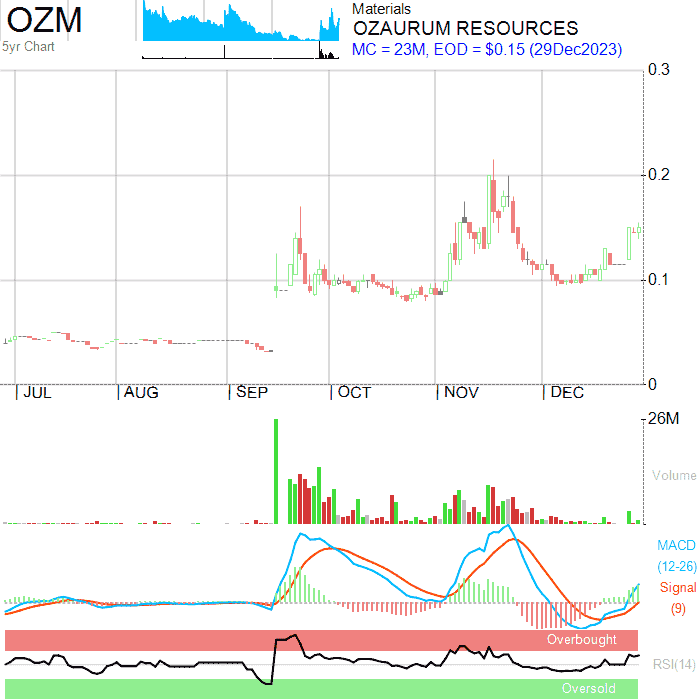 OZM
5yr Chart
Materials
OZAURUM RESOURCES
MC = 23M, EOD = $0.15 (29Dec2023)
0.3
0.2
0.1
0
JUL AUG SEP OCT NOV DEC
26M
Volume
MACD
(12-26)
Signal
(9)
Overbought
RSI(14)
Oversold